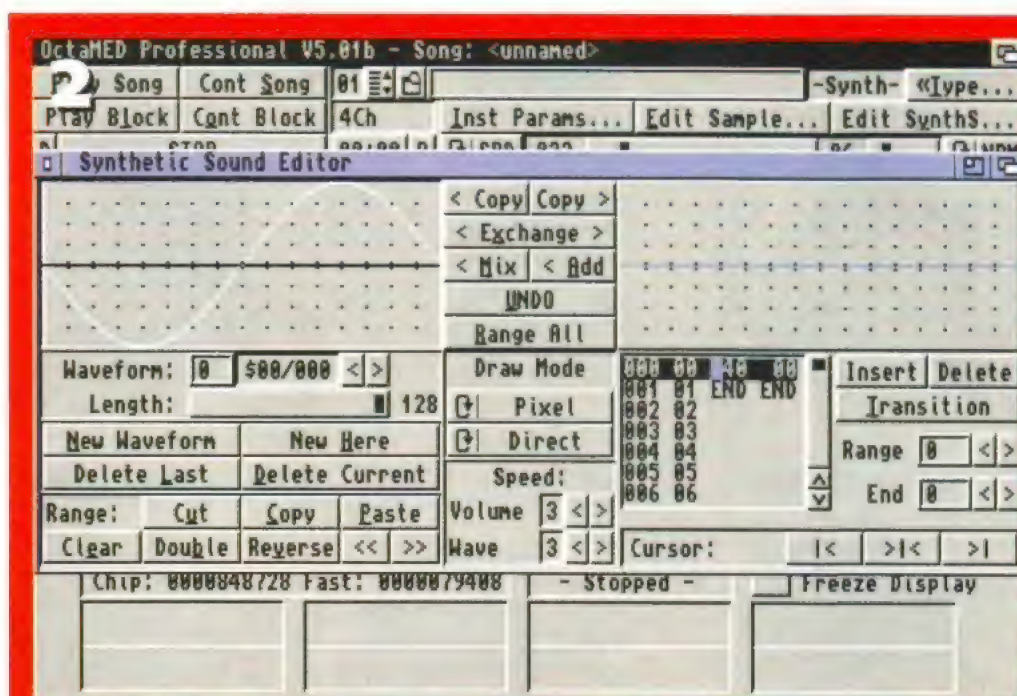 OctaMED Professional V5.01b - Song: <unnamed>
2
Song Cont Song 01 -Synth- «Type...
Play Block Cont Block 4Ch Inst Params... Edit Sample... Edit SynthS...
STOP 00:00
Synthetic Sound Editor
< Copy Copy >
< Exchange >
< Mix < Add
UNDO
Range All
Waveform: 0 $00/000 < >
Length: 128
New Waveform New Here
Delete Last Delete Current
Range: Cut Copy Paste
Clear Double Reverse << >>
Draw Mode
Pixel
Direct
Speed:
Volume 3 < >
Wave 3 < >
000 00 40 00
001 01 END END
002 02
003 03
004 04
005 05
006 06
Insert Delete
Transition
Range 0 < >
End 0 < >
Cursor: |< >|< >|
Chip: 0000848728 Fast: 0000079408 - Stopped - Freeze Display